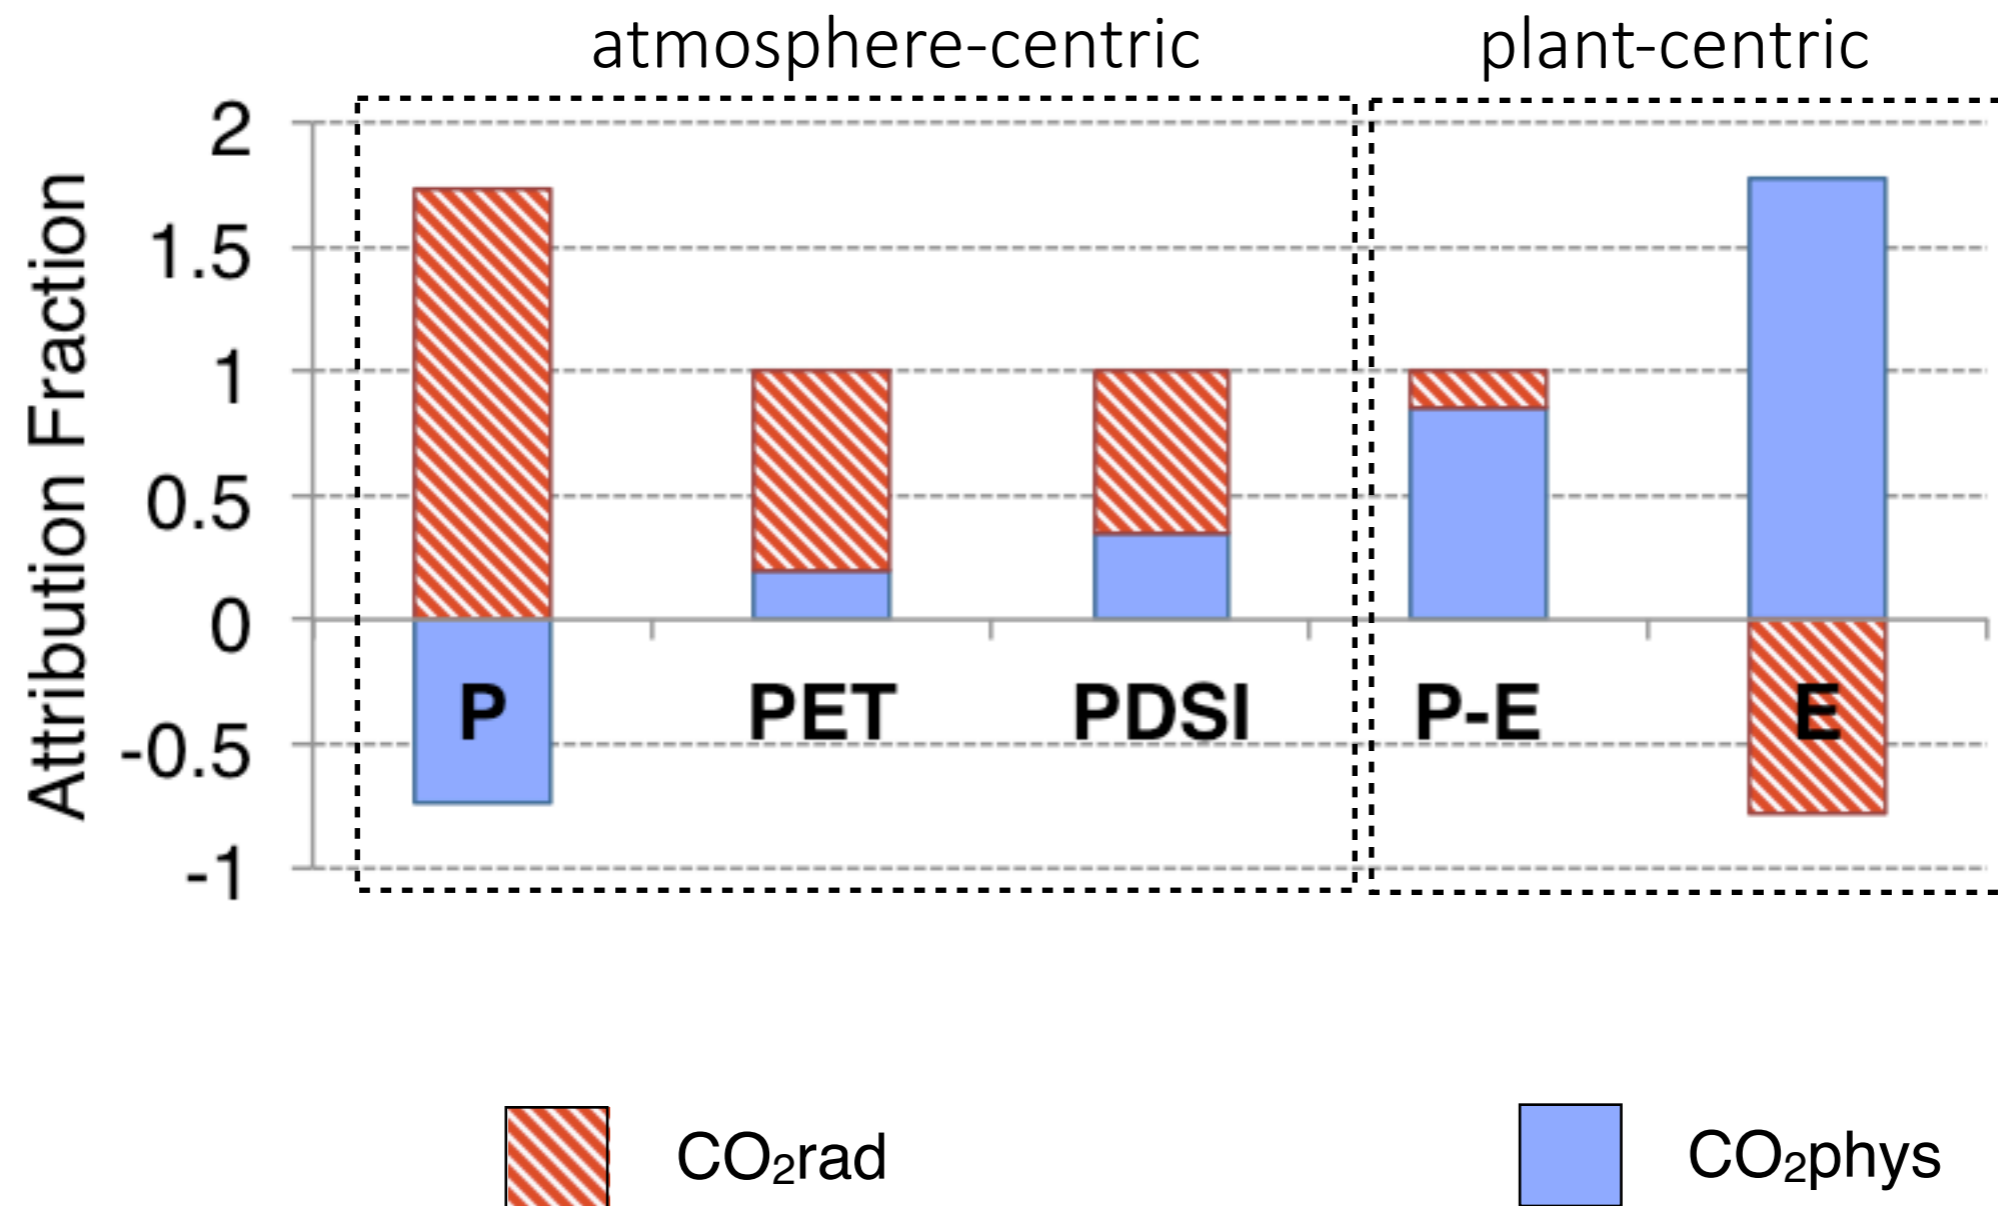 atmosphere-centric plant-centric
Attribution Fraction
2
1.5
1
0.5
0
-0.5
-1
P PET PDSI P-E E
CO₂rad CO₂phys